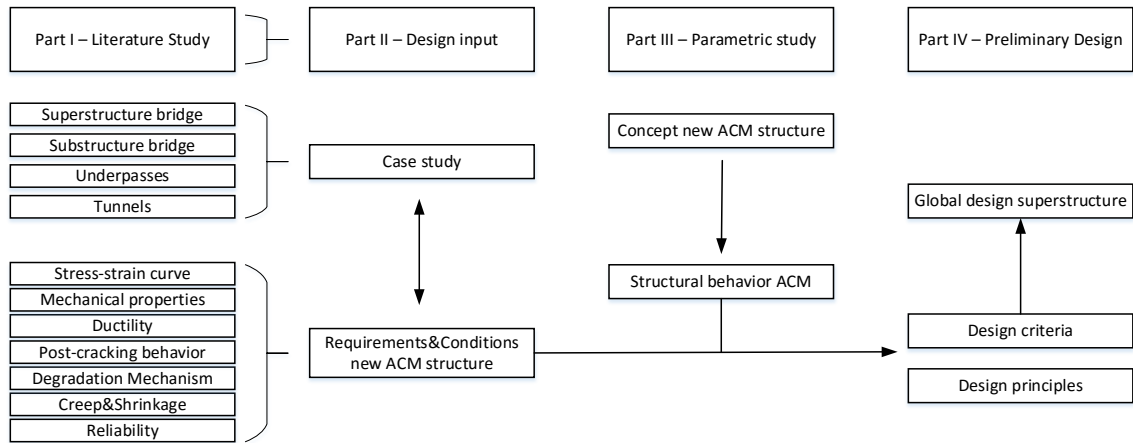 Part I – Literature Study
Part II – Design input
Part III – Parametric study
Part IV – Preliminary Design
Superstructure bridge
Substructure bridge
Underpasses
Tunnels
Case study
Concept new ACM structure
Global design superstructure
Stress-strain curve
Mechanical properties
Ductility
Post-cracking behavior
Degradation Mechanism
Creep&Shrinkage
Reliability
Requirements&Conditions
new ACM structure
Structural behavior ACM
Design criteria
Design principles